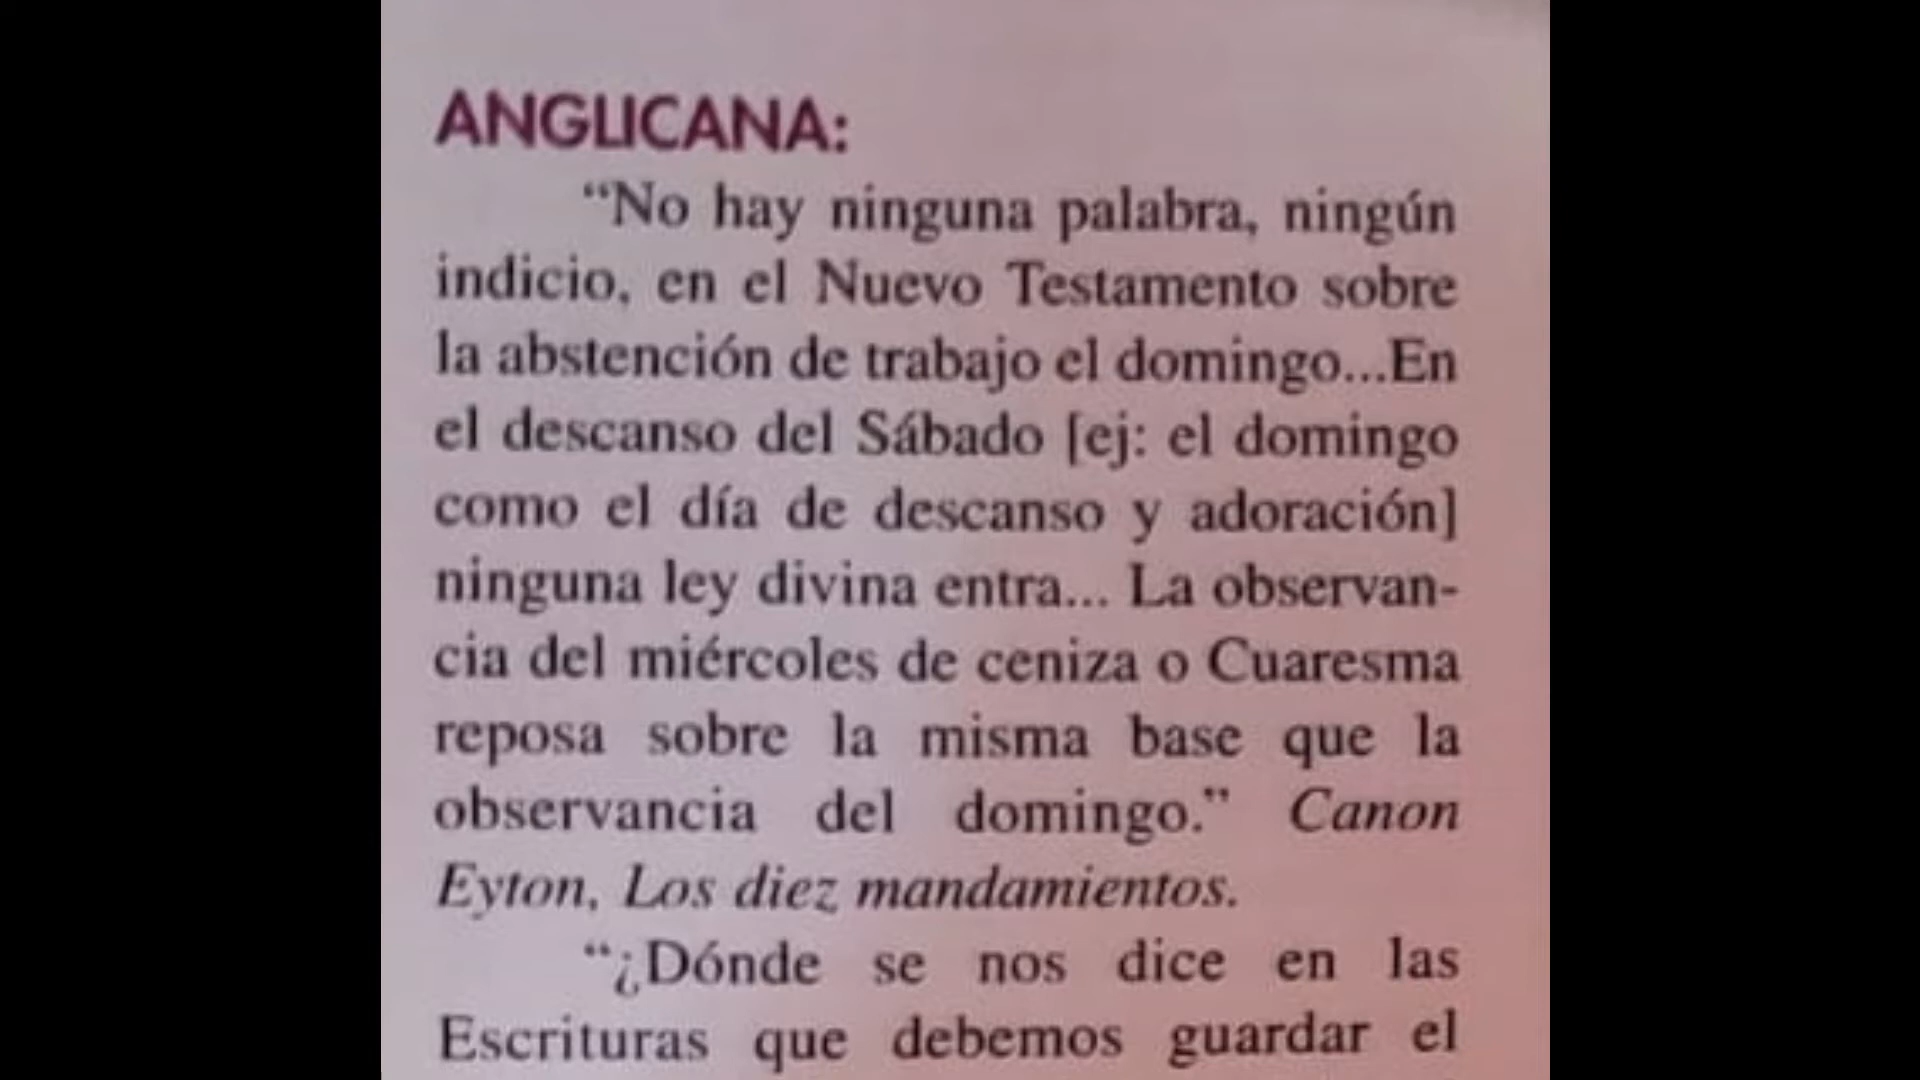 ANGLICANA:
“No hay ninguna palabra, ningún
indicio, en el Nuevo Testamento sobre
la abstención de trabajo el domingo...En
el descanso del Sábado [ej: el domingo
como el día de descanso y adoración]
ninguna ley divina entra... La observan-
cia del miércoles de ceniza o Cuaresma
reposa sobre la misma base que la
observancia del domingo.” Canon
Eyton, Los diez mandamientos.
“¿Dónde se nos dice en las
Escrituras que debemos guardar el